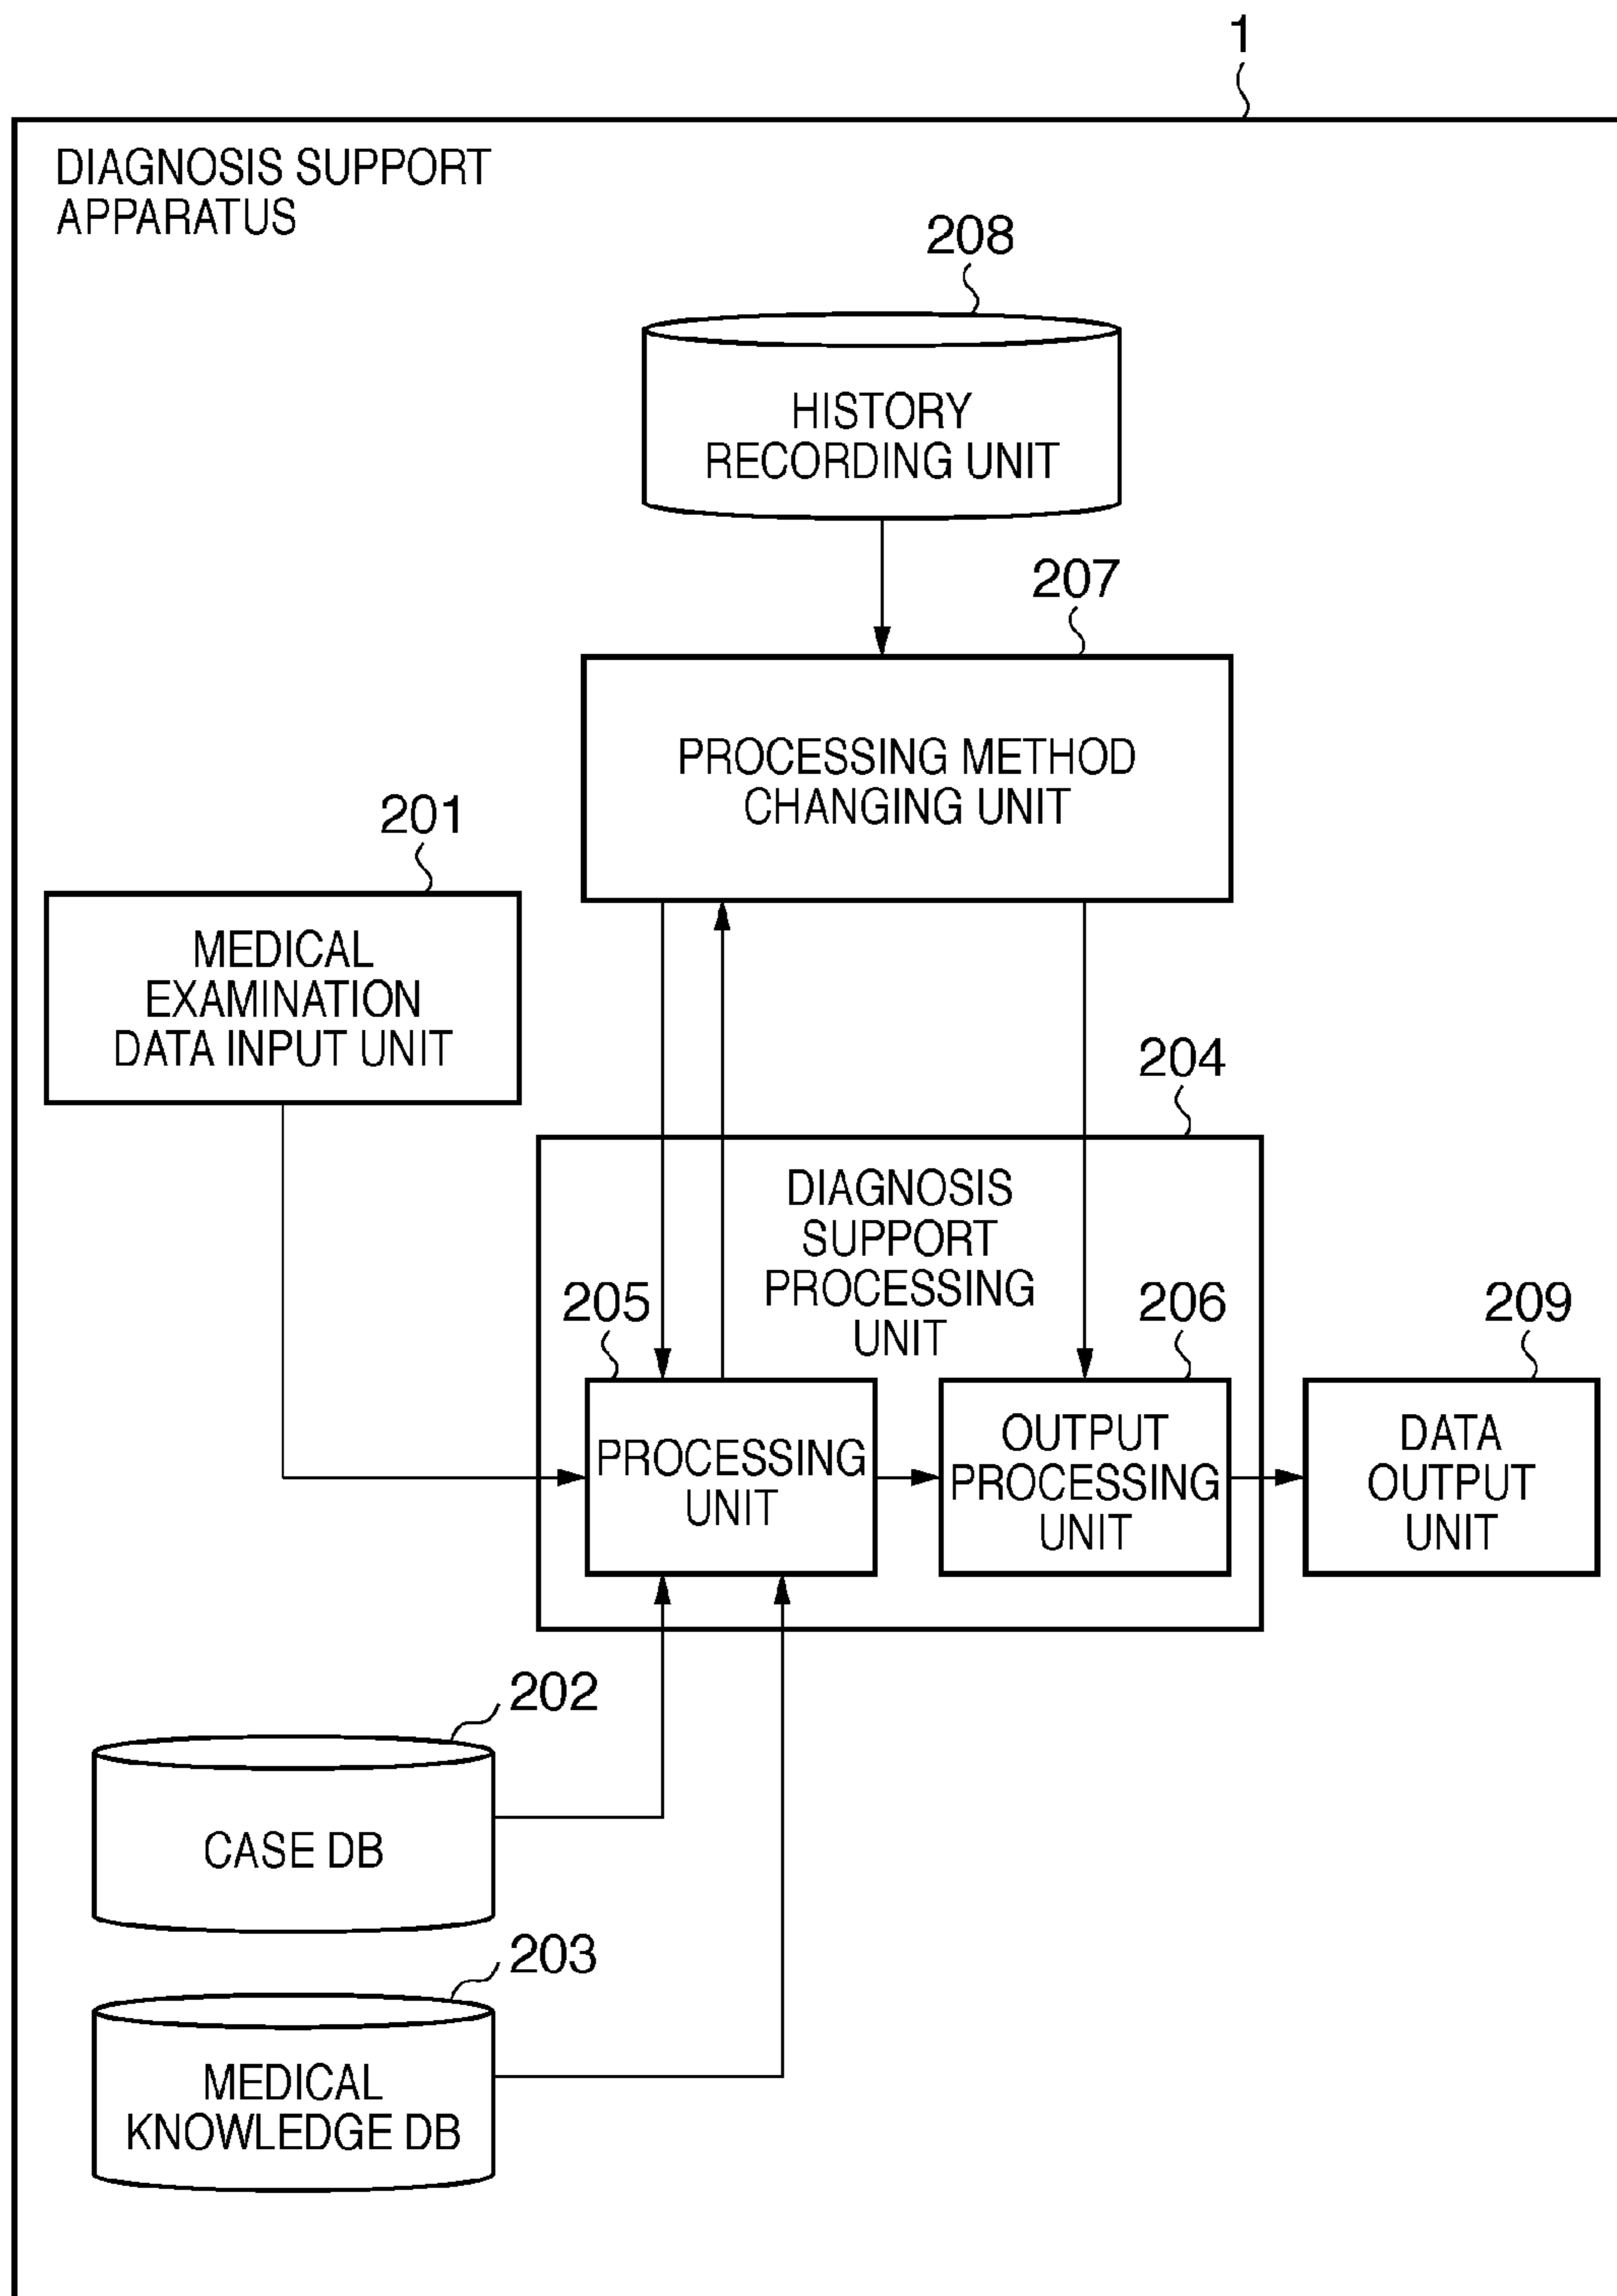 1
DIAGNOSIS SUPPORT
APPARATUS
208
HISTORY
RECORDING UNIT
207
PROCESSING METHOD
CHANGING UNIT
201
MEDICAL
EXAMINATION
DATA INPUT UNIT
204
DIAGNOSIS
SUPPORT
PROCESSING
UNIT
205
PROCESSING
UNIT
206
OUTPUT
PROCESSING
UNIT
209
DATA
OUTPUT
UNIT
202
CASE DB
203
MEDICAL
KNOWLEDGE DB